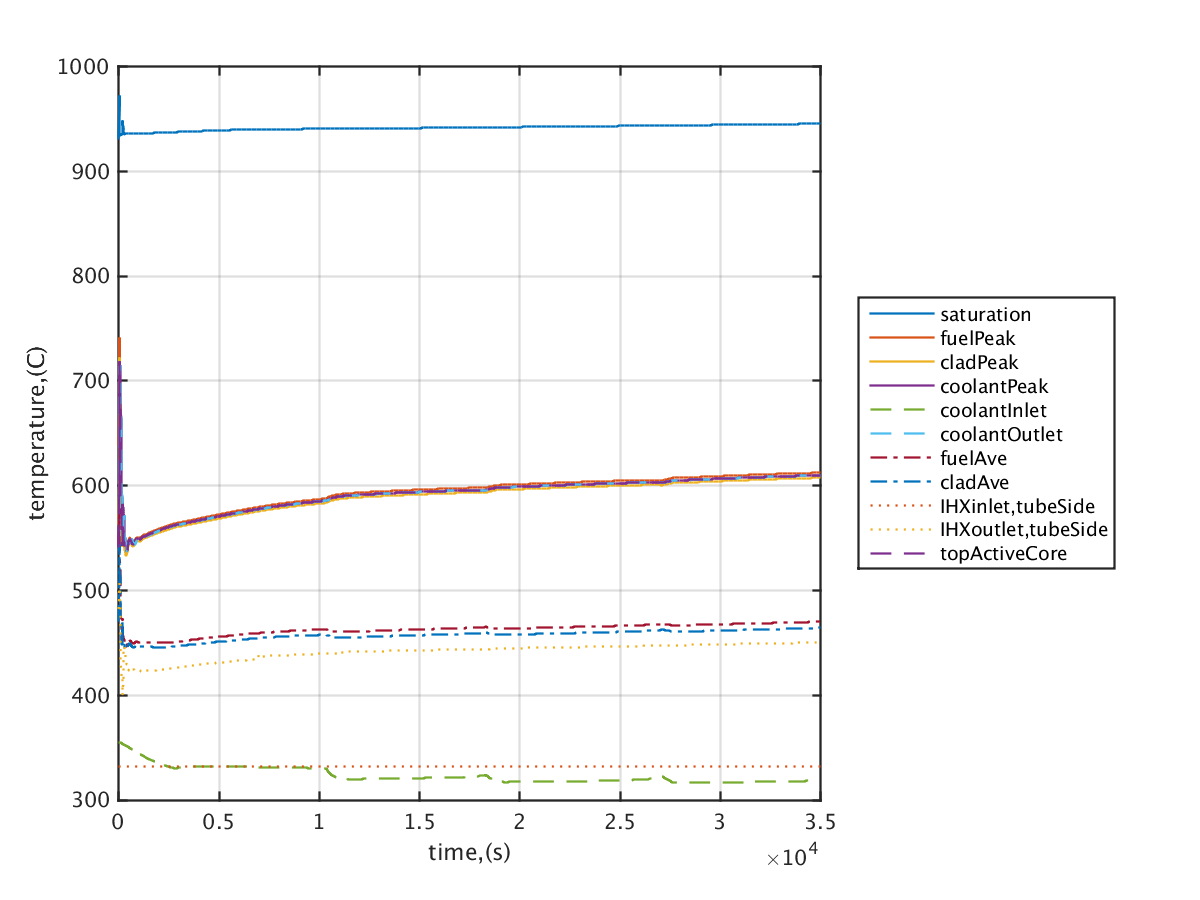 1000
900
800
700
600
500
400
300
temperature,(C)
0
0.5
1
1.5
2
2.5
3
3.5
time,(s)
×10^4
saturation
fuelPeak
cladPeak
coolantPeak
coolantInlet
coolantOutlet
fuelAve
cladAve
IHXinlet,tubeSide
IHXoutlet,tubeSide
topActiveCore